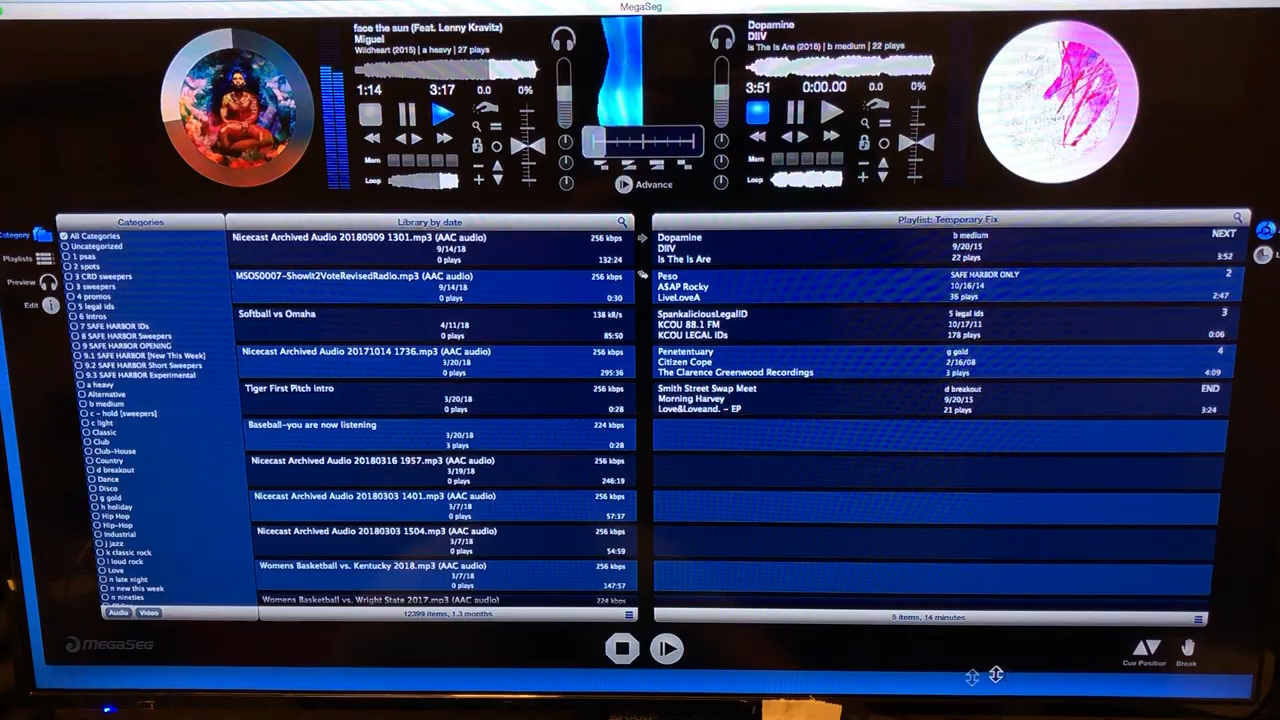 MegaSeg
face the sun (Feat. Lenny Kravitz)
Miguel
Wildheart (2015) | a heavy | 27 plays
1:14 3:17 0.0 0%
Mem
Loop
Advance
Dopamine
DIIV
Is The Is Are (2016) | b medium | 22 plays
3:51 0:00.00 0.0 0%
Mem
Loop
Category
Playlists
Preview
Edit
Categories
All Categories
Uncategorized
1 psas
2 spots
3 CRD sweepers
3 sweepers
4 promos
5 legal ids
6 Intros
7 SAFE HARBOR IDs
8 SAFE HARBOR Sweepers
9 SAFE HARBOR OPENING
9.1 SAFE HARBOR [New This Week]
9.2 SAFE HARBOR Short Sweepers
9.3 SAFE HARBOR Experimental
a heavy
Alternative
b medium
c - hold [sweepers]
c light
Classic
Club
Club-House
Country
d breakout
Dance
Disco
g gold
h holiday
Hip Hop
Hip-Hop
Industrial
j jazz
k classic rock
l loud rock
Love
n late night
n new this week
n nineties
Audio Video
Library by date
Nicecast Archived Audio 20180909 1301.mp3 (AAC audio) 256 kbps
9/14/18
0 plays 132:24
MSOS0007-ShowIt2VoteRevisedRadio.mp3 (AAC audio) 256 kbps
9/14/18
0 plays 0:30
Softball vs Omaha 138 kB/s
4/11/18
0 plays 85:50
Nicecast Archived Audio 20171014 1736.mp3 (AAC audio) 256 kbps
3/20/18
0 plays 295:36
Tiger First Pitch intro 256 kbps
3/20/18
0 plays 0:28
Baseball-you are now listening 224 kbps
3/20/18
3 plays 0:28
Nicecast Archived Audio 20180316 1957.mp3 (AAC audio) 256 kbps
3/19/18
0 plays 246:19
Nicecast Archived Audio 20180303 1401.mp3 (AAC audio) 256 kbps
3/7/18
0 plays 57:37
Nicecast Archived Audio 20180303 1504.mp3 (AAC audio) 256 kbps
3/7/18
0 plays 54:59
Womens Basketball vs. Kentucky 2018.mp3 (AAC audio) 256 kbps
3/7/18
0 plays 147:57
Womens Basketball vs. Wright State 2017.mp3 (AAC audio) 224 kbps
12399 items, 1.3 months
Playlist: Temporary Fix
Dopamine b medium NEXT
DIIV 9/20/15
Is The Is Are 22 plays 3:52
Peso SAFE HARBOR ONLY 2
A$AP Rocky 10/16/14
LiveLoveA 36 plays 2:47
SpankaliciousLegalID 5 legal ids 3
KCOU 88.1 FM 10/17/11
KCOU LEGAL IDs 178 plays 0:06
Penetentuary g gold 4
Citizen Cope 2/16/08
The Clarence Greenwood Recordings 3 plays 4:09
Smith Street Swap Meet d breakout END
Morning Harvey 9/20/15
Love&Loveand. - EP 21 plays 3:24
5 items, 14 minutes
MEGASEG
Cue Position Break